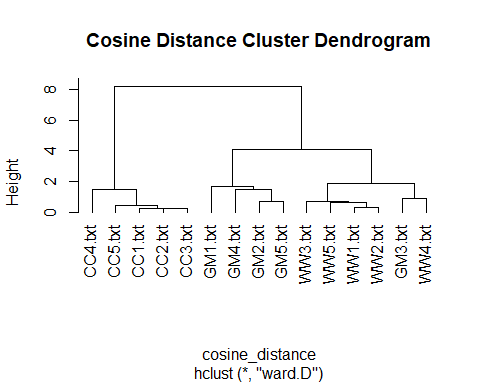 Cosine Distance Cluster Dendrogram
Height
0 2 4 6 8
CC4.txt
CC5.txt
CC1.txt
CC2.txt
CC3.txt
GM1.txt
GM4.txt
GM2.txt
GM5.txt
WW3.txt
WW5.txt
WW1.txt
WW2.txt
GM3.txt
WW4.txt
cosine_distance
hclust (*, "ward.D")